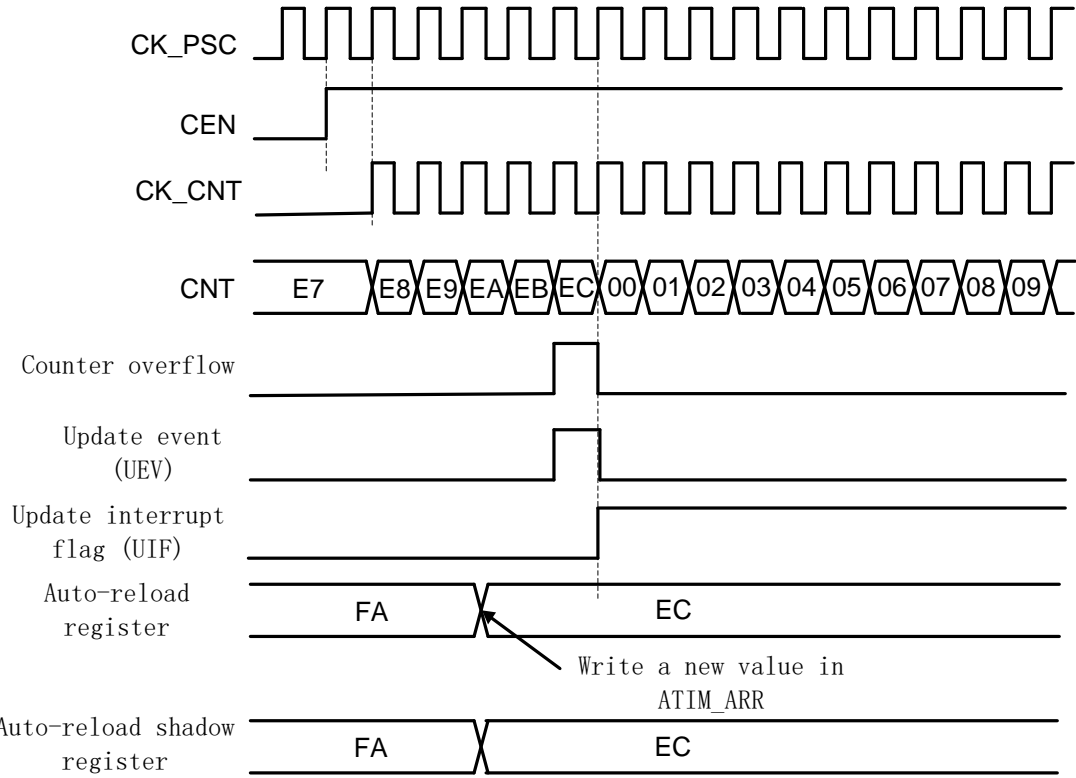 CK_PSC
CEN
CK_CNT
CNT
E7 E8 E9 EA EB EC 00 01 02 03 04 05 06 07 08 09
Counter overflow
Update event
(UEV)
Update interrupt
flag (UIF)
Auto-reload
register
FA EC
Write a new value in
ATIM_ARR
Auto-reload shadow
register
FA EC